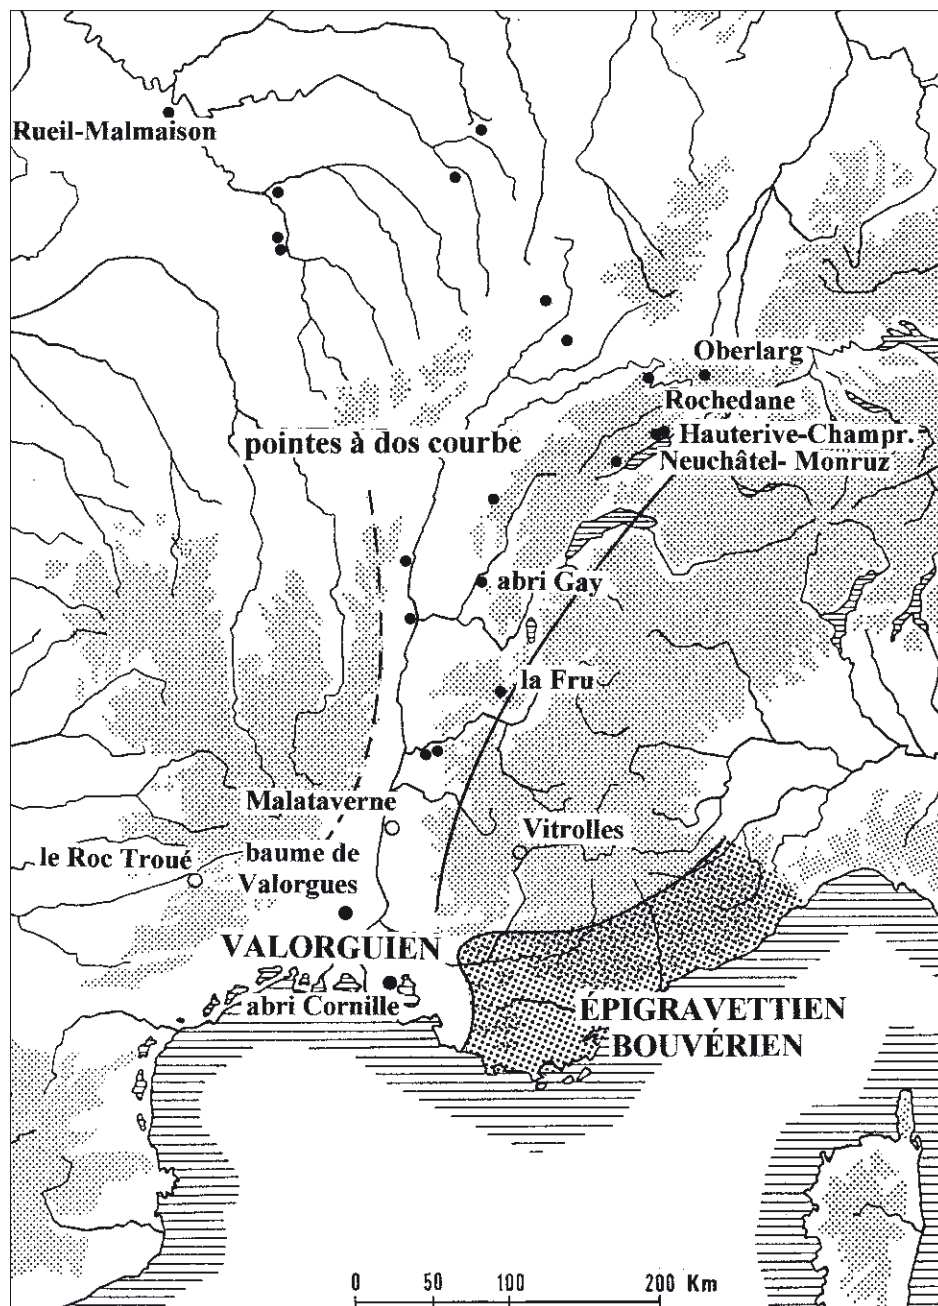 Rueil-Malmaison
Oberlarg
Rochedane
pointes à dos courbe
Hauterive-Champr.
Neuchâtel- Monruz
abri Gay
la Fru
Malataverne
Vitrolles
le Roc Troué
baume de
Valorgues
VALORGUIEN
abri Cornille
ÉPIGRAVETTIEN
BOUVÉRIEN
0 50 100 200 Km